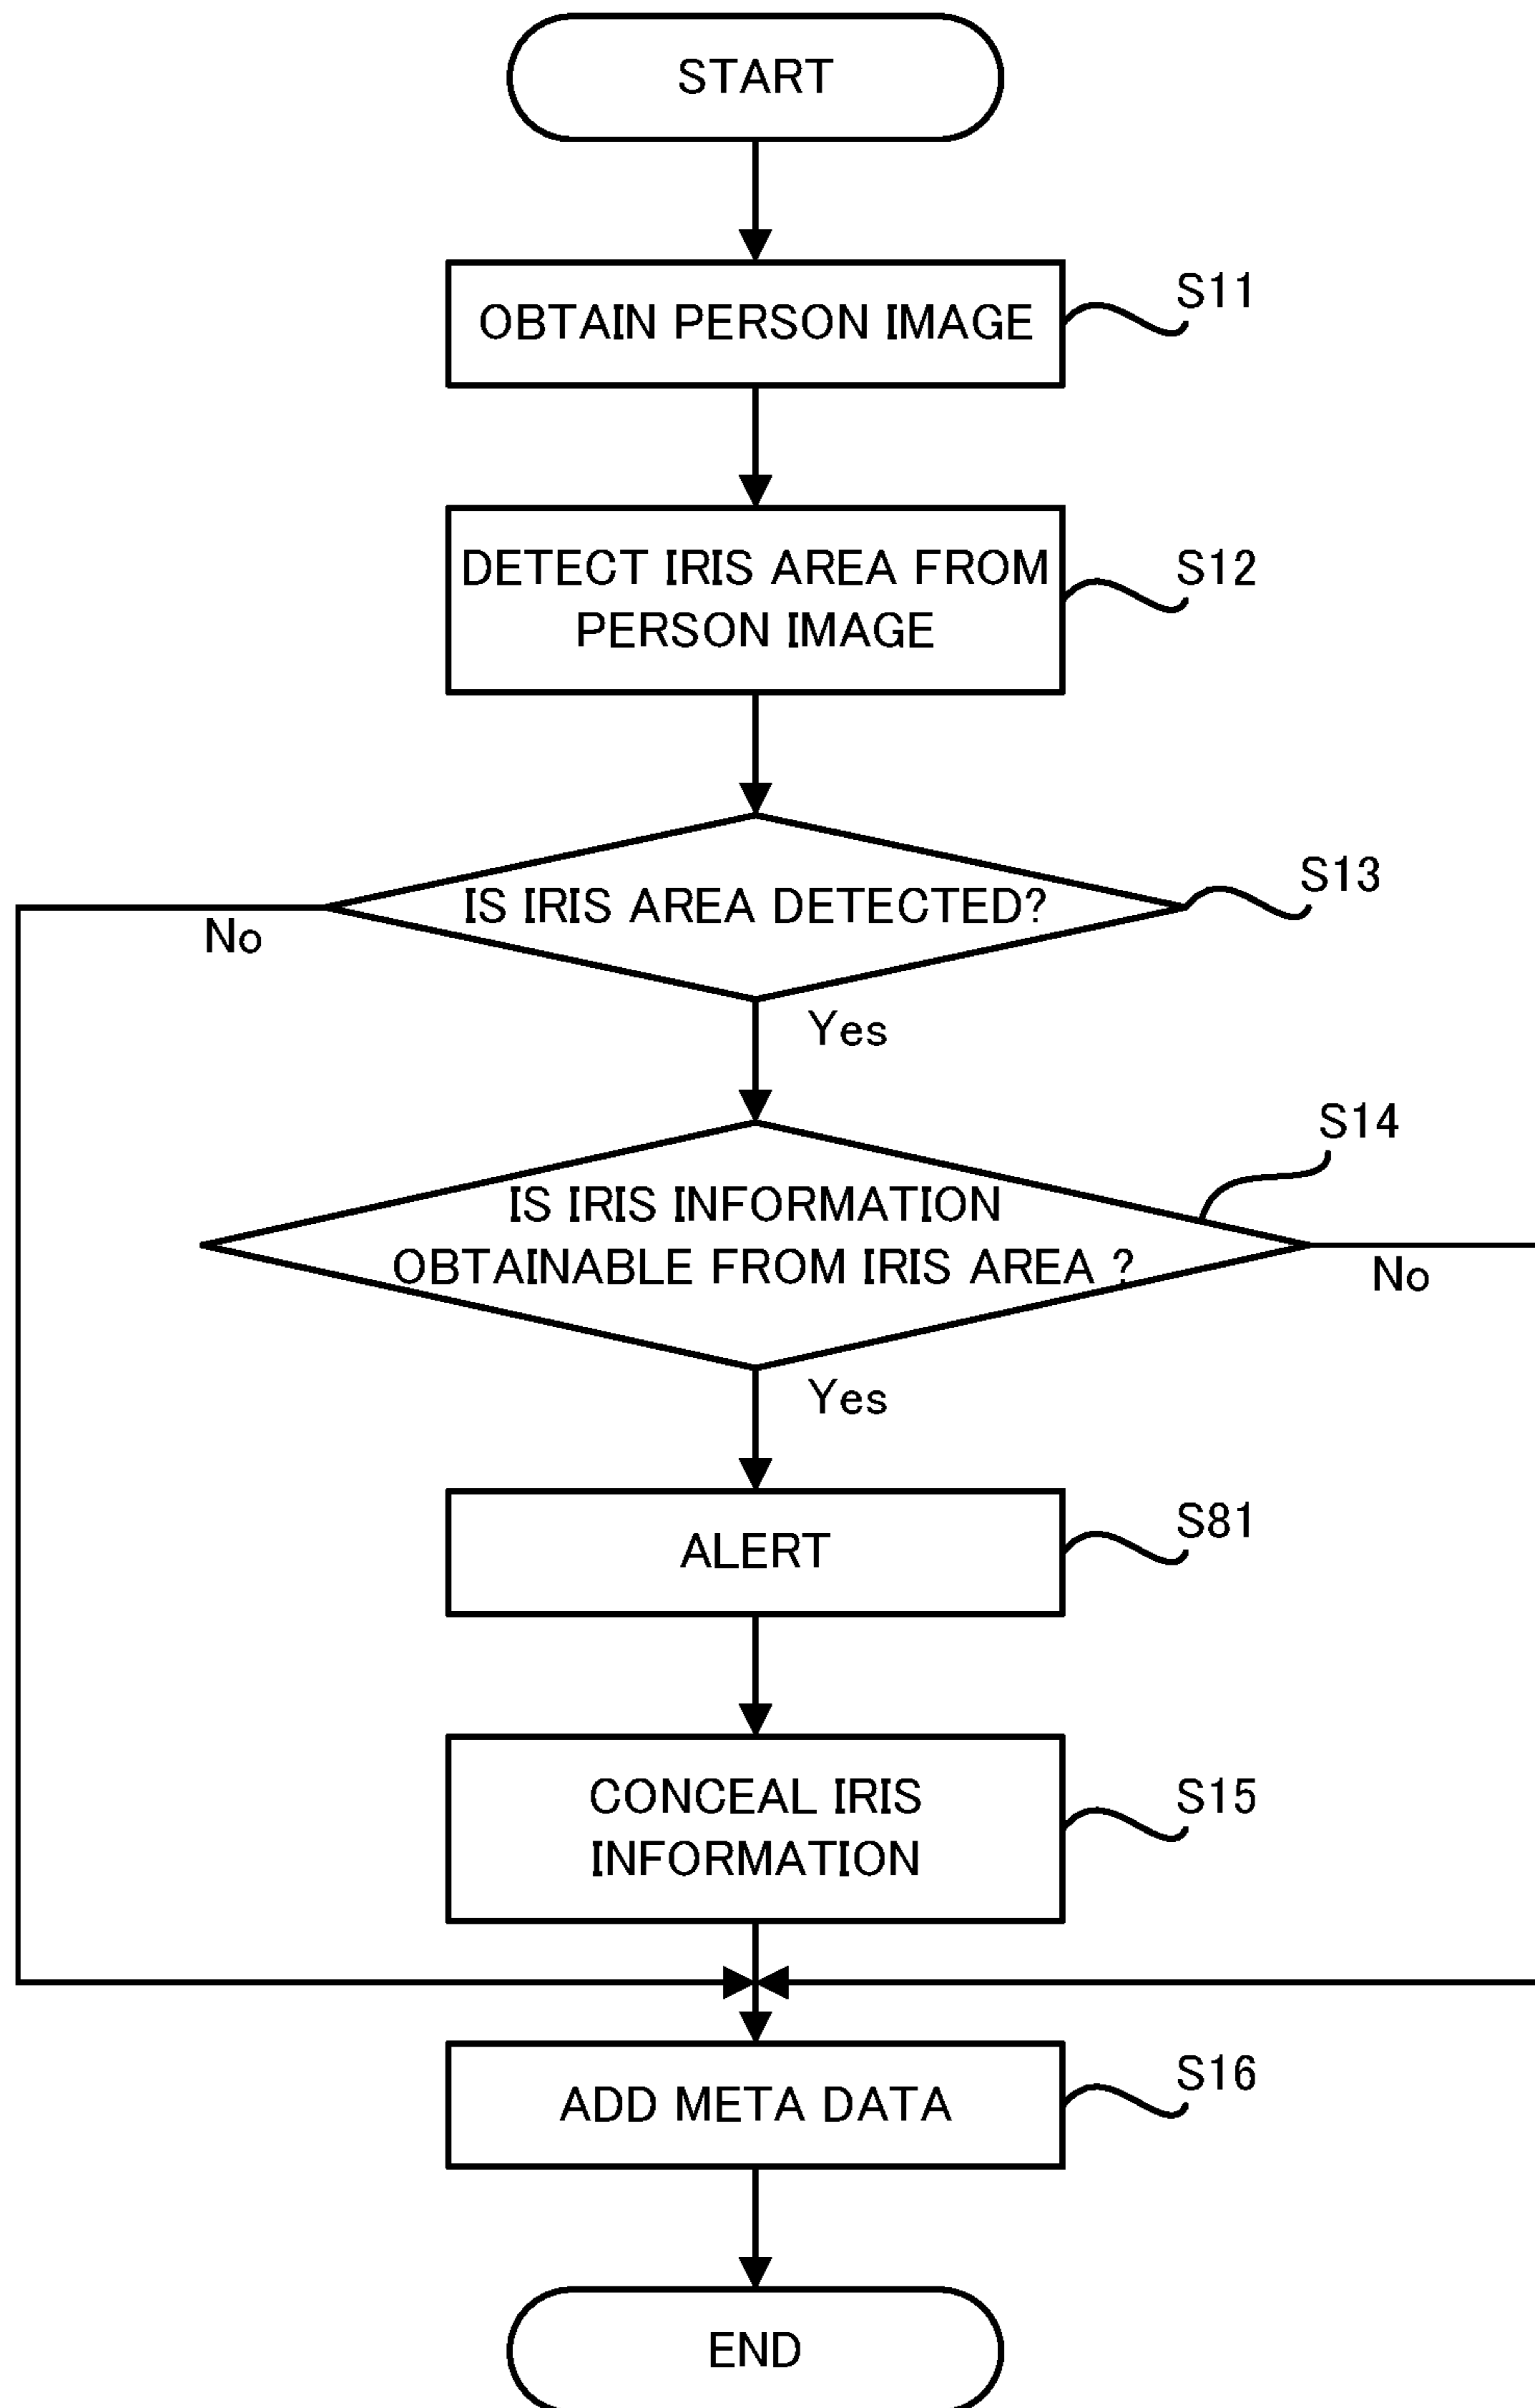 START
OBTAIN PERSON IMAGE
S11
DETECT IRIS AREA FROM
PERSON IMAGE
S12
IS IRIS AREA DETECTED?
S13
No
Yes
S14
IS IRIS INFORMATION
OBTAINABLE FROM IRIS AREA ?
No
Yes
ALERT
S81
CONCEAL IRIS
INFORMATION
S15
ADD META DATA
S16
END